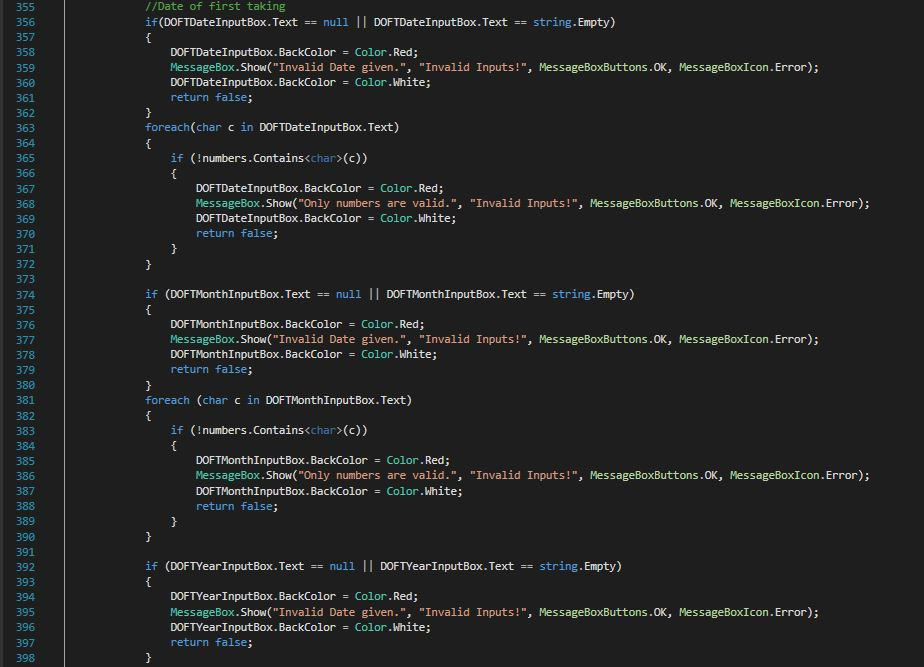 355 //Date of first taking
356 if(DOFTDateInputBox.Text == null || DOFTDateInputBox.Text == string.Empty)
357 {
358 DOFTDateInputBox.BackColor = Color.Red;
359 MessageBox.Show("Invalid Date given.", "Invalid Inputs!", MessageBoxButtons.OK, MessageBoxIcon.Error);
360 DOFTDateInputBox.BackColor = Color.White;
361 return false;
362 }
363 foreach(char c in DOFTDateInputBox.Text)
364 {
365 if (!numbers.Contains<char>(c))
366 {
367 DOFTDateInputBox.BackColor = Color.Red;
368 MessageBox.Show("Only numbers are valid.", "Invalid Inputs!", MessageBoxButtons.OK, MessageBoxIcon.Error);
369 DOFTDateInputBox.BackColor = Color.White;
370 return false;
371 }
372 }
373
374 if (DOFTMonthInputBox.Text == null || DOFTMonthInputBox.Text == string.Empty)
375 {
376 DOFTMonthInputBox.BackColor = Color.Red;
377 MessageBox.Show("Invalid Date given.", "Invalid Inputs!", MessageBoxButtons.OK, MessageBoxIcon.Error);
378 DOFTMonthInputBox.BackColor = Color.White;
379 return false;
380 }
381 foreach (char c in DOFTMonthInputBox.Text)
382 {
383 if (!numbers.Contains<char>(c))
384 {
385 DOFTMonthInputBox.BackColor = Color.Red;
386 MessageBox.Show("Only numbers are valid.", "Invalid Inputs!", MessageBoxButtons.OK, MessageBoxIcon.Error);
387 DOFTMonthInputBox.BackColor = Color.White;
388 return false;
389 }
390 }
391
392 if (DOFTYearInputBox.Text == null || DOFTYearInputBox.Text == string.Empty)
393 {
394 DOFTYearInputBox.BackColor = Color.Red;
395 MessageBox.Show("Invalid Date given.", "Invalid Inputs!", MessageBoxButtons.OK, MessageBoxIcon.Error);
396 DOFTYearInputBox.BackColor = Color.White;
397 return false;
398 }